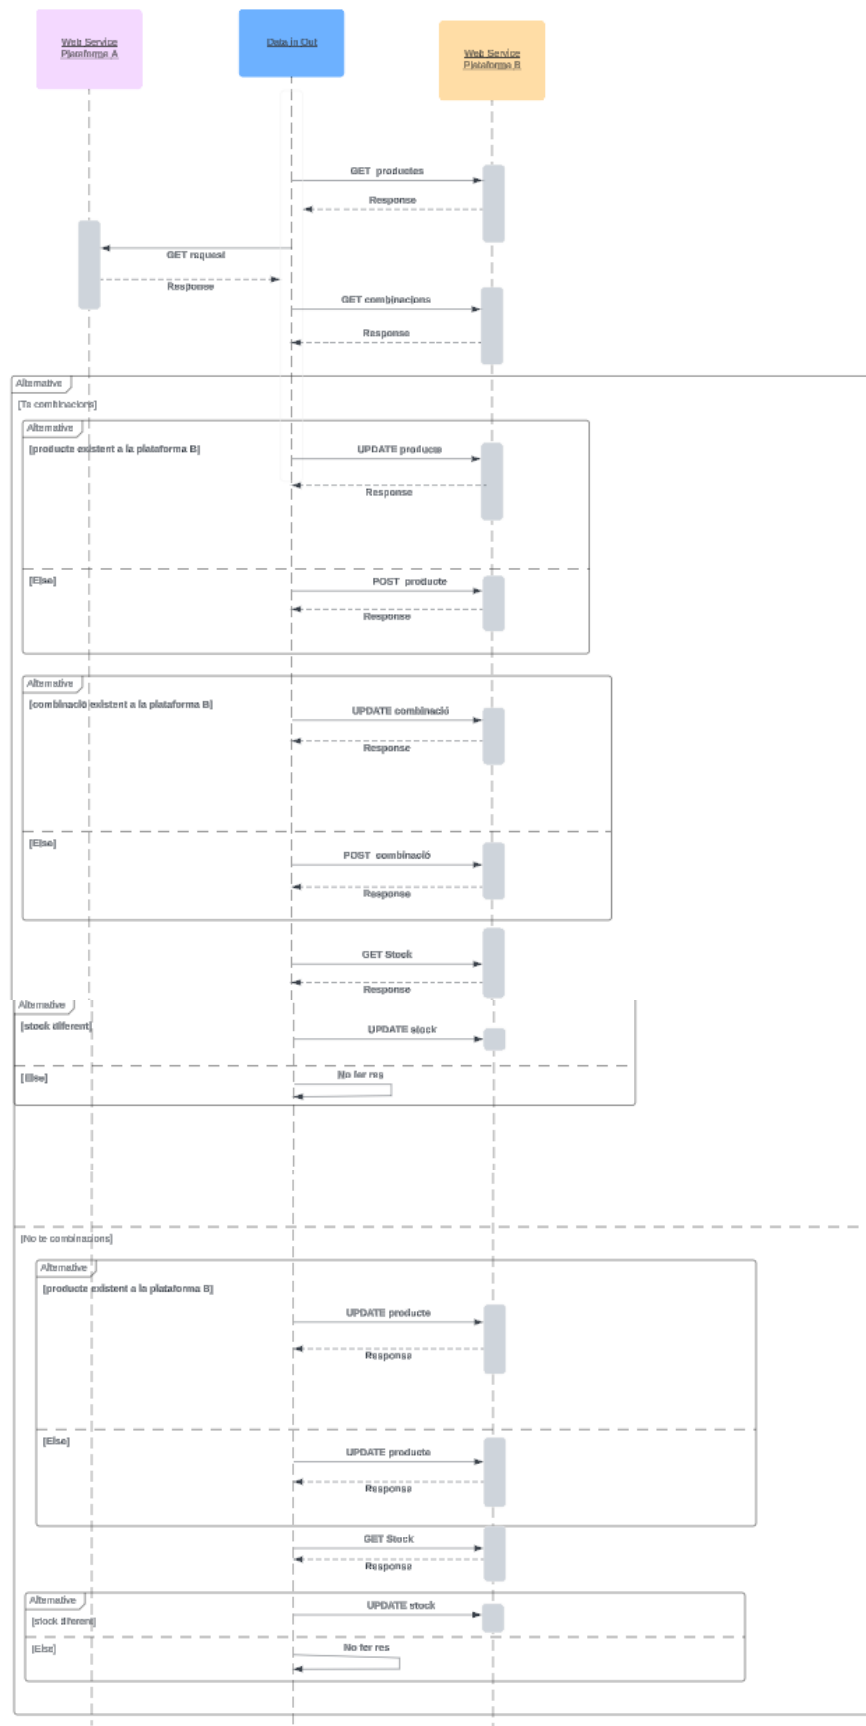 Web Service
Plataforma A
Data in Out
Web Service
Plataforma B
GET productes
Response
GET request
Response
GET combinacions
Response
Alternative
[Te combinacions]
Alternative
[producte existent a la plataforma B]
UPDATE producte
Response
[Else]
POST producte
Response
Alternative
[combinació existent a la plataforma B]
UPDATE combinació
Response
[Else]
POST combinació
Response
GET Stock
Response
Alternative
[stock diferent]
UPDATE stock
[Else]
No fer res
[No te combinacions]
Alternative
[producte existent a la plataforma B]
UPDATE producte
Response
[Else]
UPDATE producte
Response
GET Stock
Response
Alternative
UPDATE stock
[stock diferent]
[Else]
No fer res